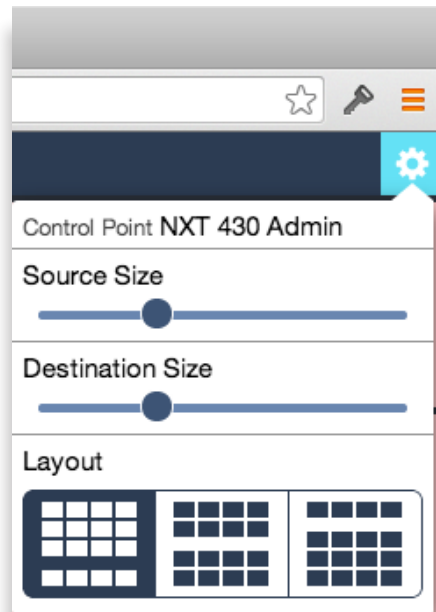 Control Point NXT 430 Admin
Source Size
Destination Size
Layout